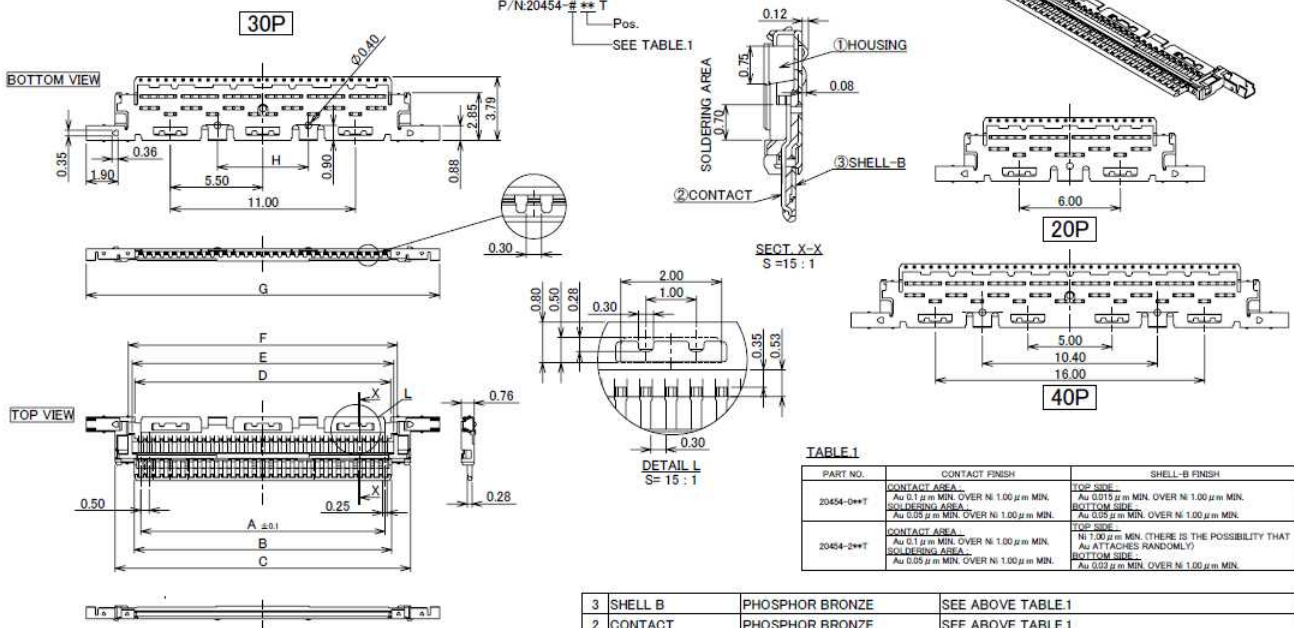 P/N:20454-# ** T
Pos.
SEE TABLE.1
30P
BOTTOM VIEW
Φ0.40
2.85
3.79
0.35
0.36
1.90
H
0.90
0.88
5.50
11.00
0.30
G
F
E
D
TOP VIEW
X
L
0.76
X
0.50
0.25
0.28
A ±0.1
B
C
0.12
①HOUSING
0.75
0.08
SOLDERING AREA
0.70
③SHELL-B
②CONTACT
SECT. X-X
S =15 : 1
2.00
1.00
0.80
0.50
0.28
0.30
0.35
0.53
0.30
DETAIL L
S= 15 : 1
6.00
20P
5.00
10.40
16.00
40P
TABLE.1
PART NO. CONTACT FINISH SHELL-B FINISH
20454-0**T
CONTACT AREA :
Au 0.1 μm MIN. OVER Ni 1.00 μm MIN.
SOLDERING AREA :
Au 0.05 μm MIN. OVER Ni 1.00 μm MIN.
TOP SIDE :
Au 0.015 μm MIN. OVER Ni 1.00 μm MIN.
BOTTOM SIDE :
Au 0.05 μm MIN. OVER Ni 1.00 μm MIN.
20454-2**T
CONTACT AREA :
Au 0.1 μm MIN. OVER Ni 1.00 μm MIN.
SOLDERING AREA :
Au 0.05 μm MIN. OVER Ni 1.00 μm MIN.
TOP SIDE :
Ni 1.00 μm MIN. (THERE IS THE POSSIBILITY THAT
Au ATTACHES RANDOMLY)
BOTTOM SIDE :
Au 0.03 μm MIN. OVER Ni 1.00 μm MIN.
3 SHELL B PHOSPHOR BRONZE SEE ABOVE TABLE.1
2 CONTACT PHOSPHOR BRONZE SEE ABOVE TABLE.1